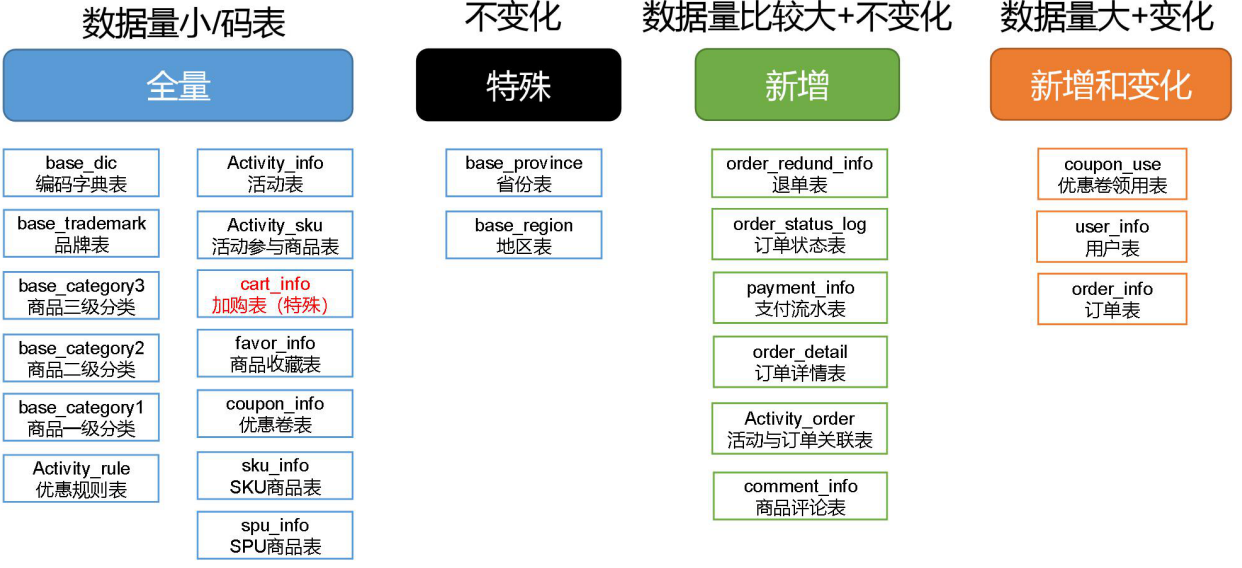 数据量小/码表
不变化
数据量比较大+不变化
数据量大+变化
全量
特殊
新增
新增和变化
base_dic
编码字典表
base_trademark
品牌表
base_category3
商品三级分类
base_category2
商品二级分类
base_category1
商品一级分类
Activity_rule
优惠规则表
Activity_info
活动表
Activity_sku
活动参与商品表
cart_info
加购表（特殊）
favor_info
商品收藏表
coupon_info
优惠卷表
sku_info
SKU商品表
spu_info
SPU商品表
base_province
省份表
base_region
地区表
order_redund_info
退单表
order_status_log
订单状态表
payment_info
支付流水表
order_detail
订单详情表
Activity_order
活动与订单关联表
comment_info
商品评论表
coupon_use
优惠卷领用表
user_info
用户表
order_info
订单表